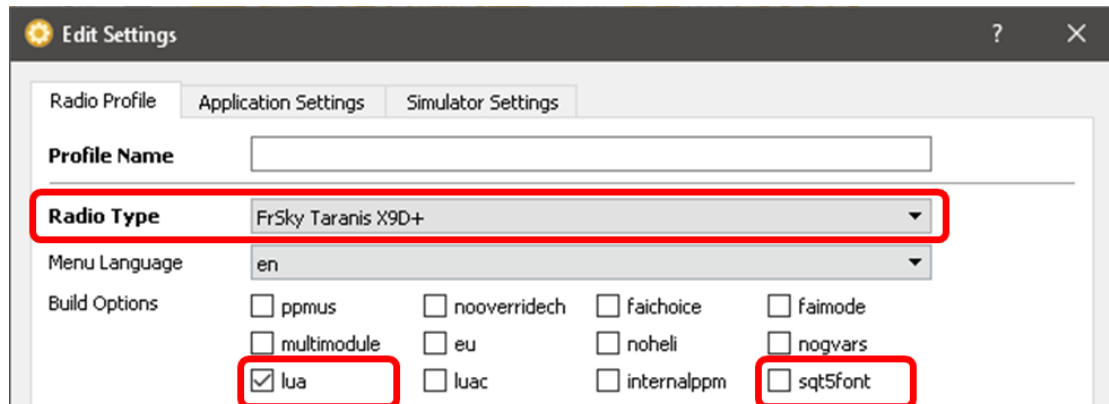 Edit Settings ?
Radio Profile Application Settings Simulator Settings
Profile Name
Radio Type FrSky Taranis X9D+
Menu Language en
Build Options ppmus nooverridech faichoice faimode
multimodule eu noheli nogvars
lua luac internalppm sqt5font